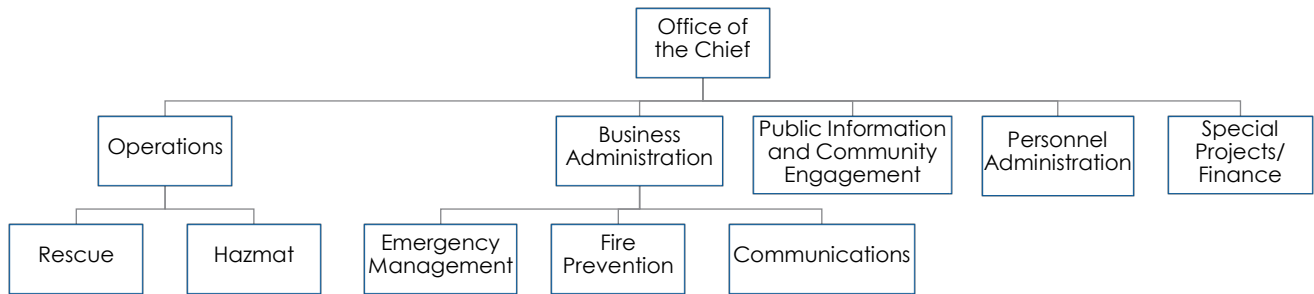 Office of
the Chief
Operations
Business
Administration
Public Information
and Community
Engagement
Personnel
Administration
Special
Projects/
Finance
Rescue
Hazmat
Emergency
Management
Fire
Prevention
Communications